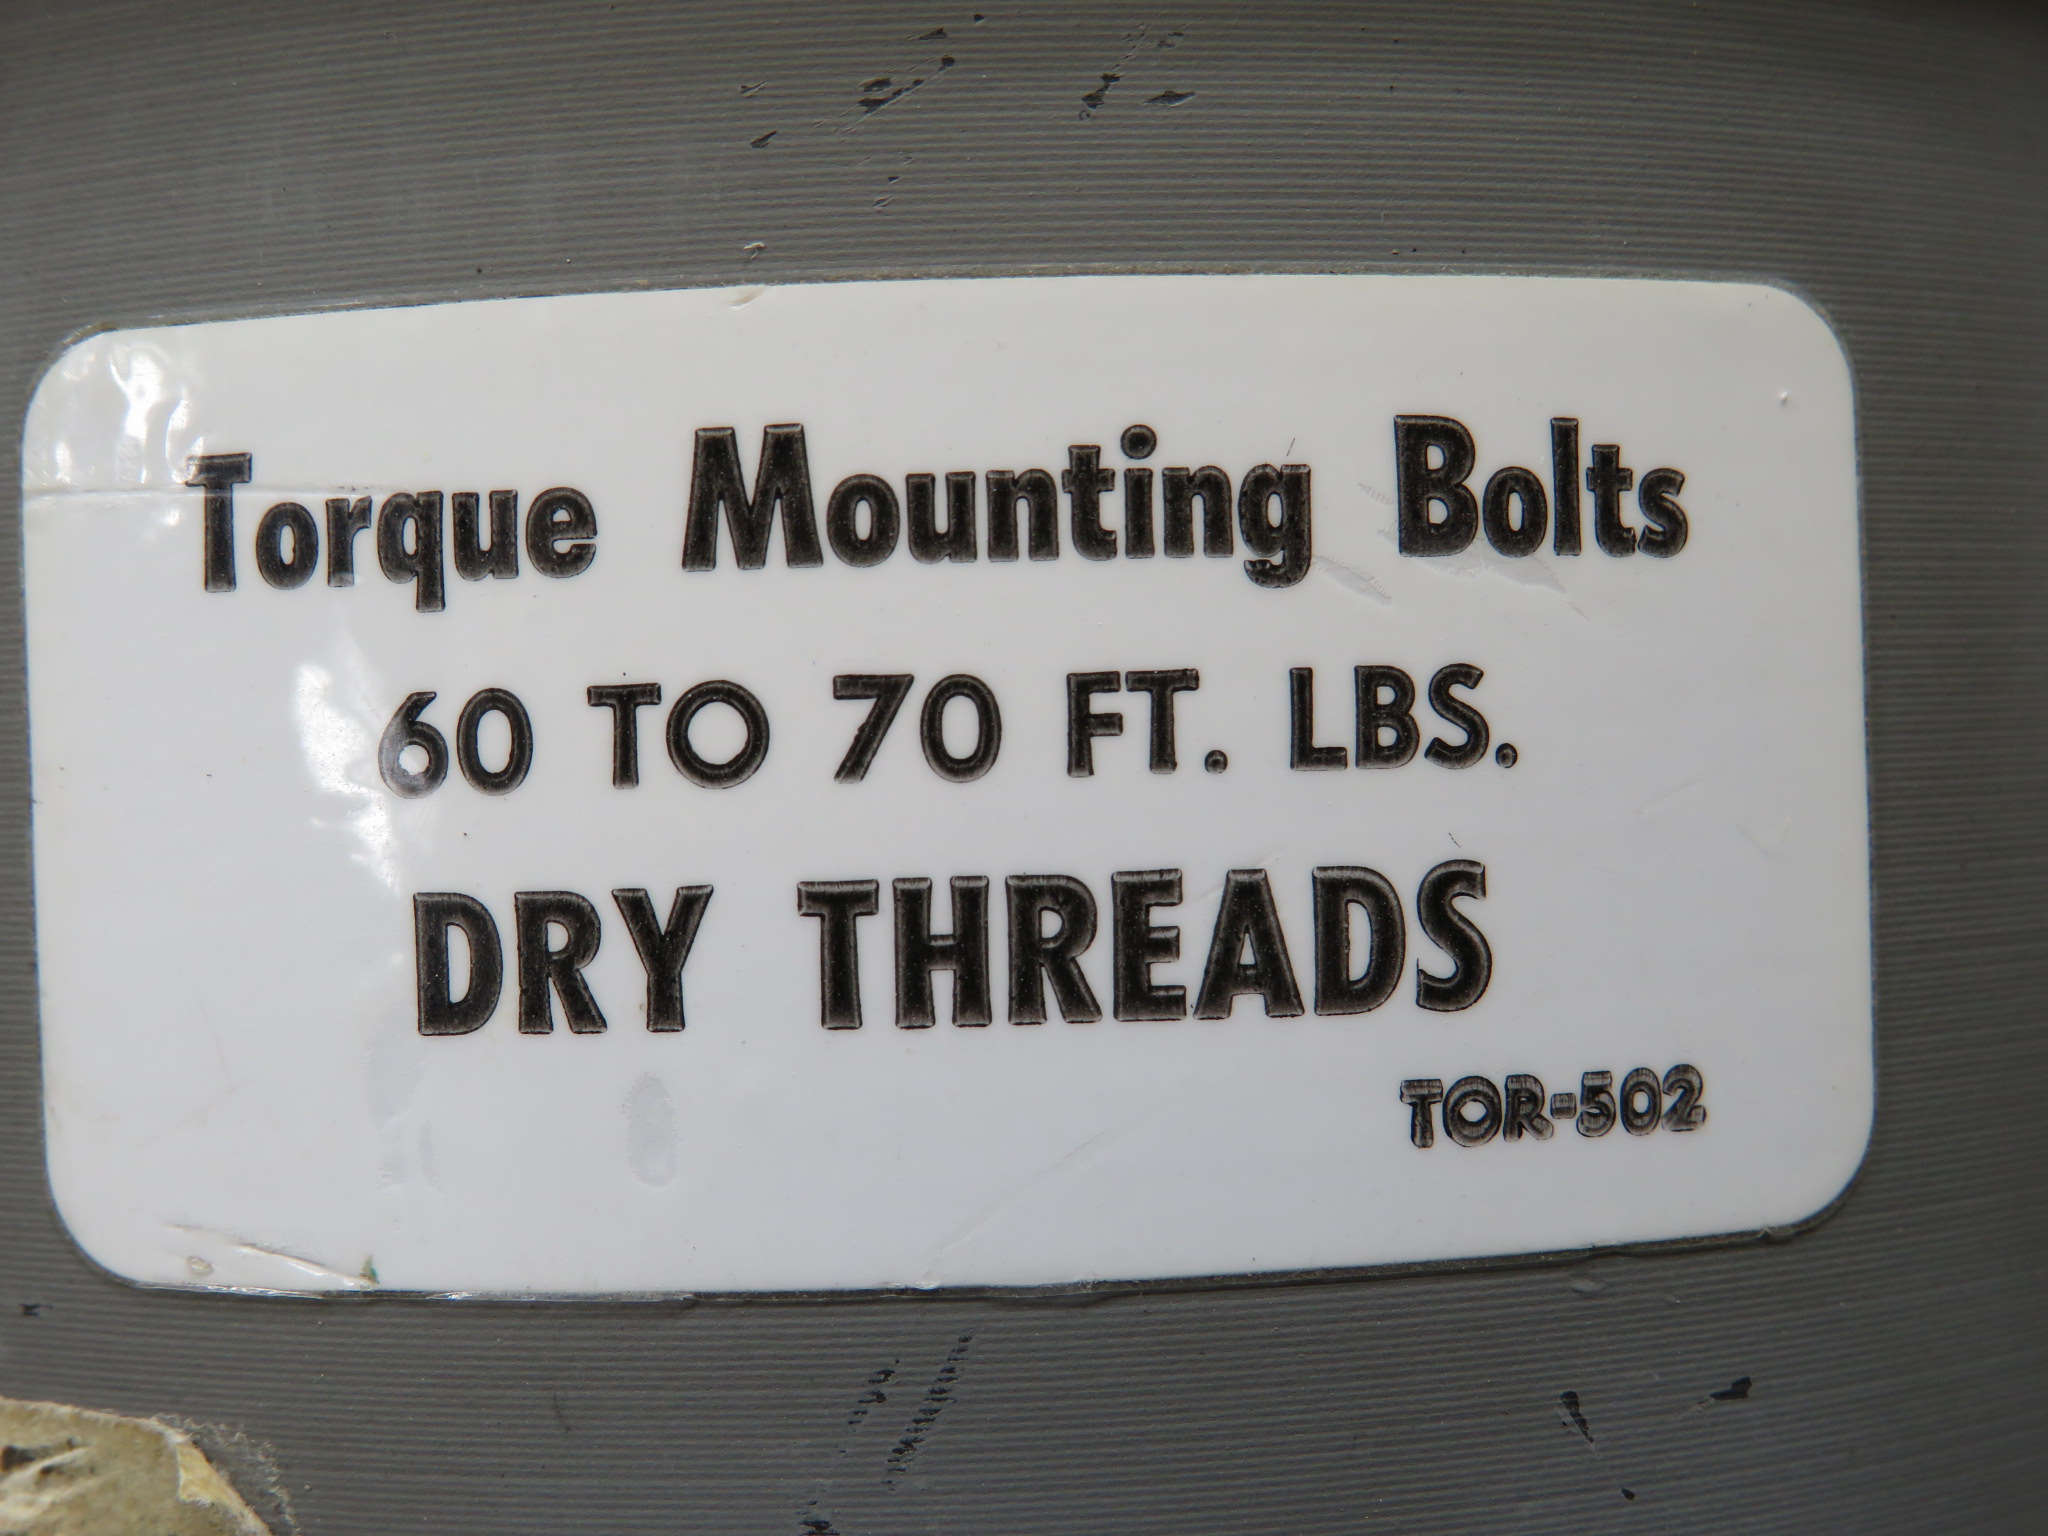 Torque Mounting Bolts
60 TO 70 FT. LBS.
DRY THREADS
TOR-502